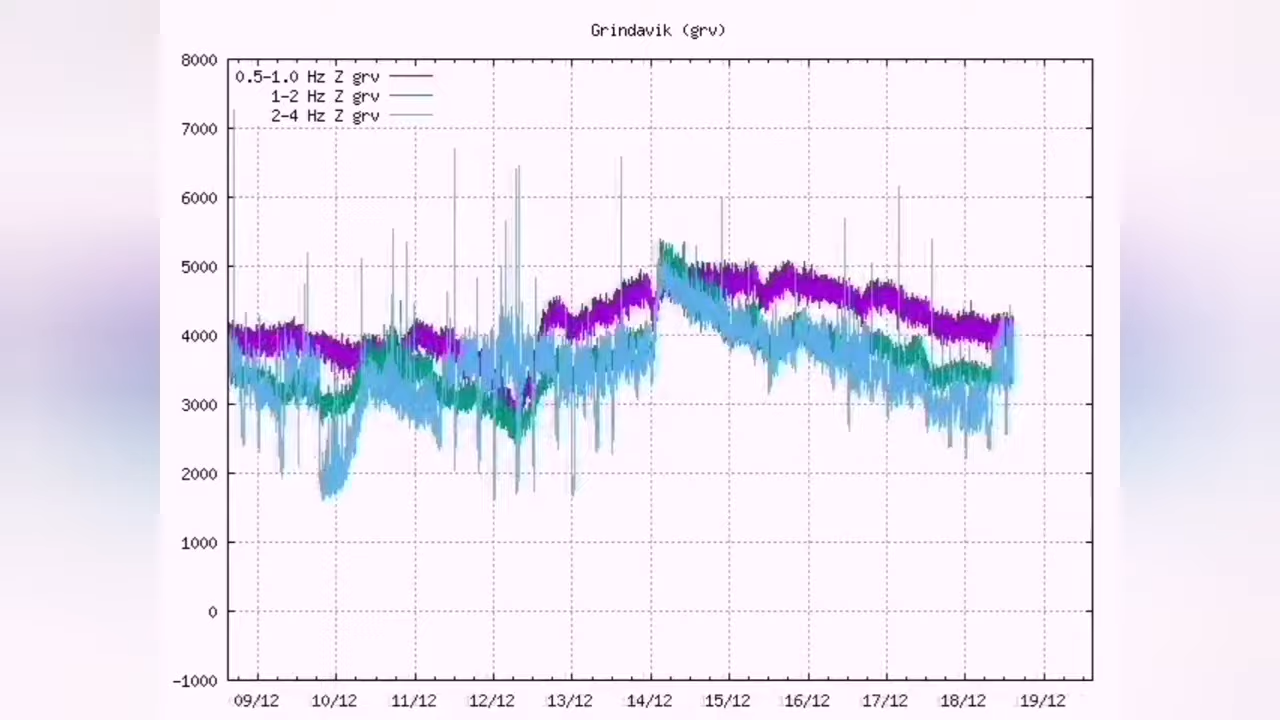 Grindavik (grv)
8000
0.5-1.0 Hz Z grv
1-2 Hz Z grv
2-4 Hz Z grv
7000
6000
5000
4000
3000
2000
1000
0
-1000
09/12 10/12 11/12 12/12 13/12 14/12 15/12 16/12 17/12 18/12 19/12